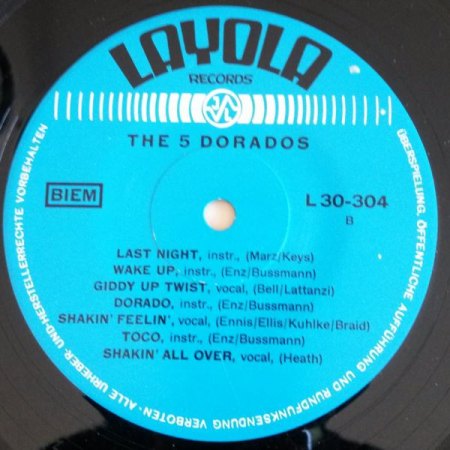 LAYOLA
RECORDS
THE 5 DORADOS
BIEM
L 30-304
B
LAST NIGHT, instr., (Marz/Keys)
WAKE UP, instr., (Enz/Bussmann)
GIDDY UP TWIST, vocal, (Bell/Lattanzi)
DORADO, instr., (Enz/Bussmann)
SHAKIN' FEELIN', vocal, (Ennis/Ellis/Kuhlke/Braid)
TOCO, instr., (Enz/Bussmann)
SHAKIN' ALL OVER, vocal, (Heath)
ALLE URHEBER- UND HERSTELLERRECHTE VORBEHALTEN
ÜBERSPIELUNG, ÖFFENTLICHE AUFFÜHRUNG UND RUNDFUNKSENDUNG VERBOTEN-